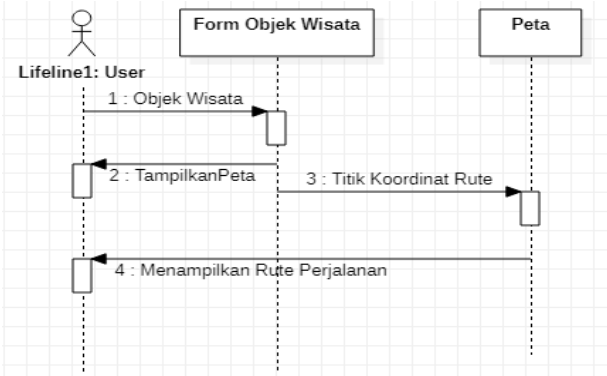 Form Objek Wisata
Peta
Lifeline1: User
1 : Objek Wisata
2 : TampilkanPeta
3 : Titik Koordinat Rute
4 : Menampilkan Rute Perjalanan